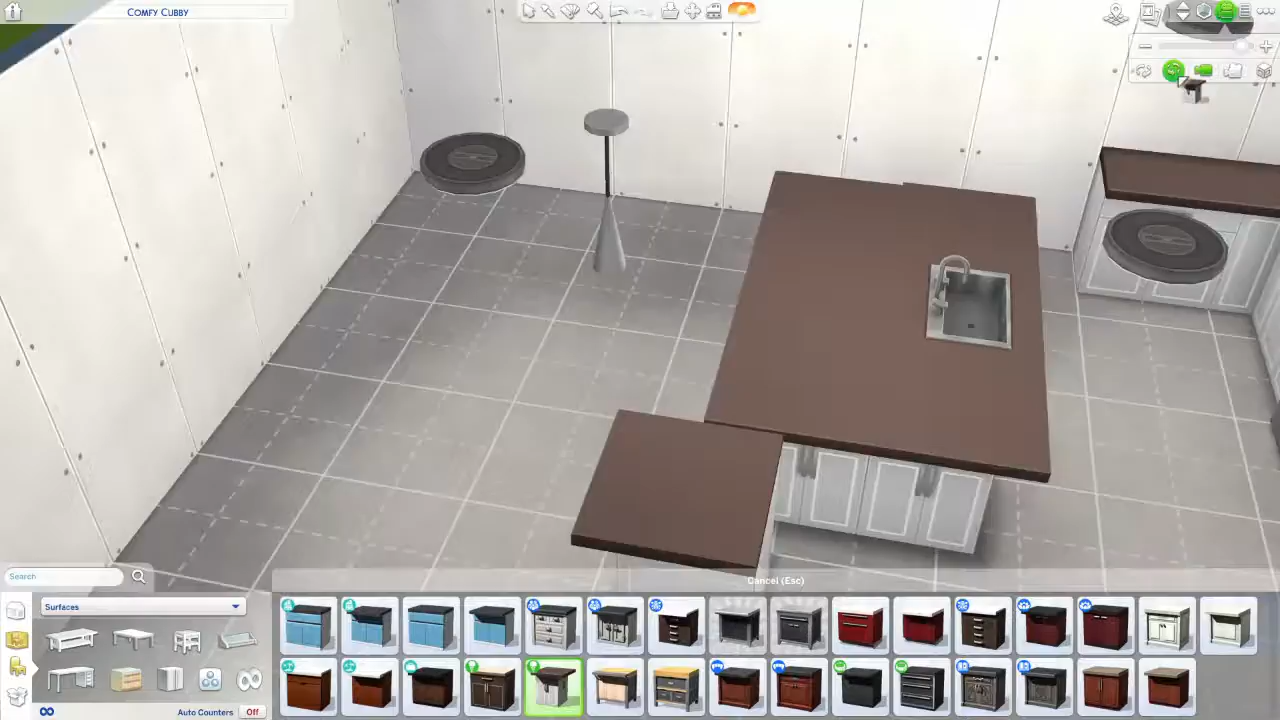 COMFY CUBBY
Cancel (Esc)
Search
Surfaces
Auto Counters
Off